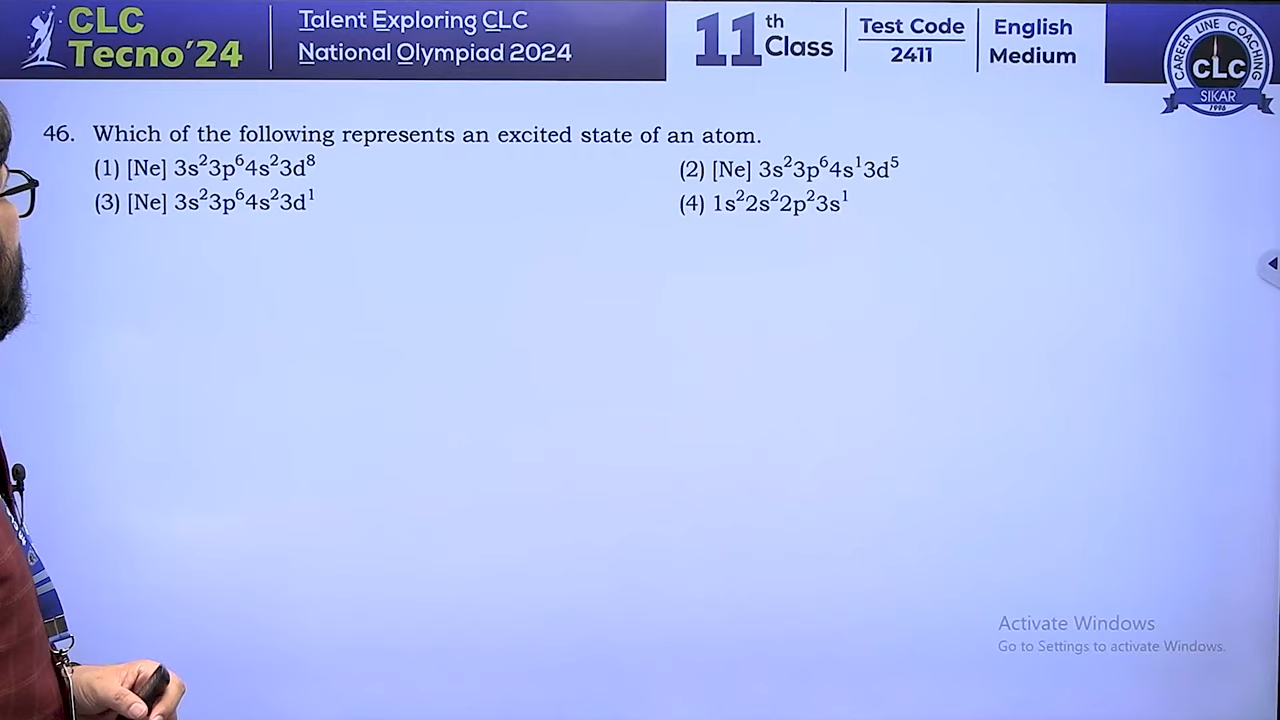 CLC
Tecno'24
Talent Exploring CLC
National Olympiad 2024
11th Class
Test Code
2411
English
Medium
CAREER LINE COACHING
CLC
SIKAR
1996
46. Which of the following represents an excited state of an atom.
(1) [Ne] 3s²3p⁶4s²3d⁸ (2) [Ne] 3s²3p⁶4s¹3d⁵
(3) [Ne] 3s²3p⁶4s²3d¹ (4) 1s²2s²2p²3s¹
Activate Windows
Go to Settings to activate Windows.